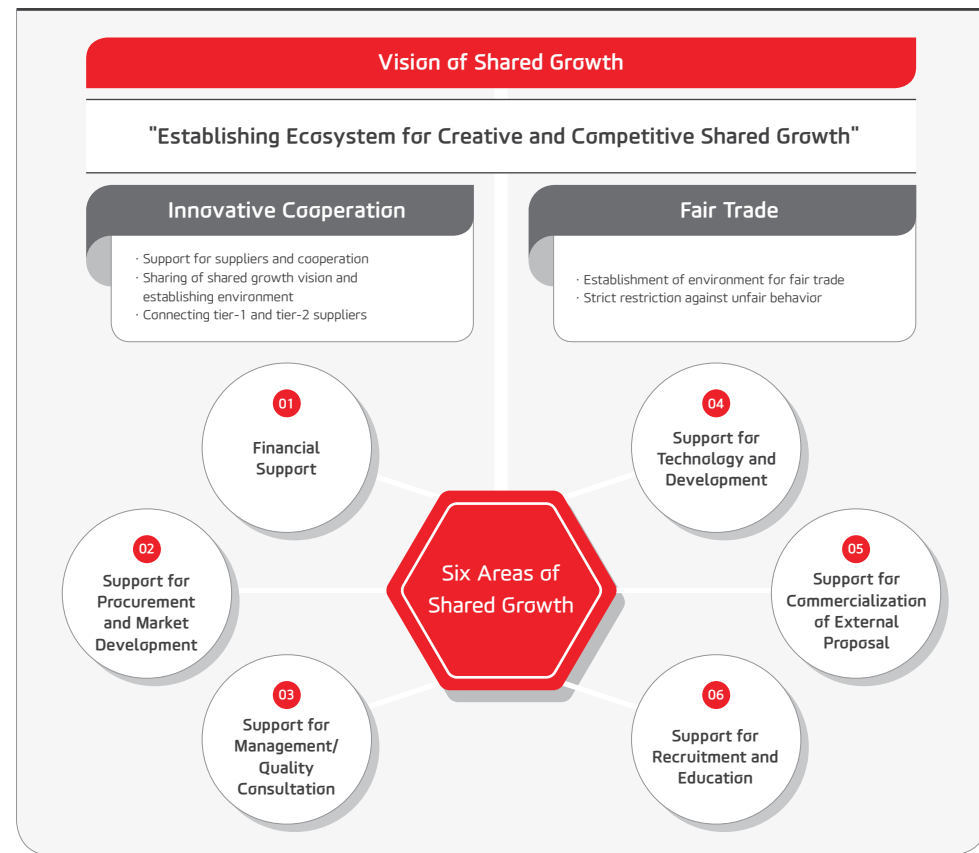 Vision of Shared Growth
"Establishing Ecosystem for Creative and Competitive Shared Growth"
Innovative Cooperation
· Support for suppliers and cooperation
· Sharing of shared growth vision and
establishing environment
· Connecting tier-1 and tier-2 suppliers
Fair Trade
· Establishment of environment for fair trade
· Strict restriction against unfair behavior
01
Financial
Support
02
Support for
Procurement
and Market
Development
03
Support for
Management/
Quality
Consultation
Six Areas of
Shared Growth
04
Support for
Technology and
Development
05
Support for
Commercialization
of External
Proposal
06
Support for
Recruitment and
Education